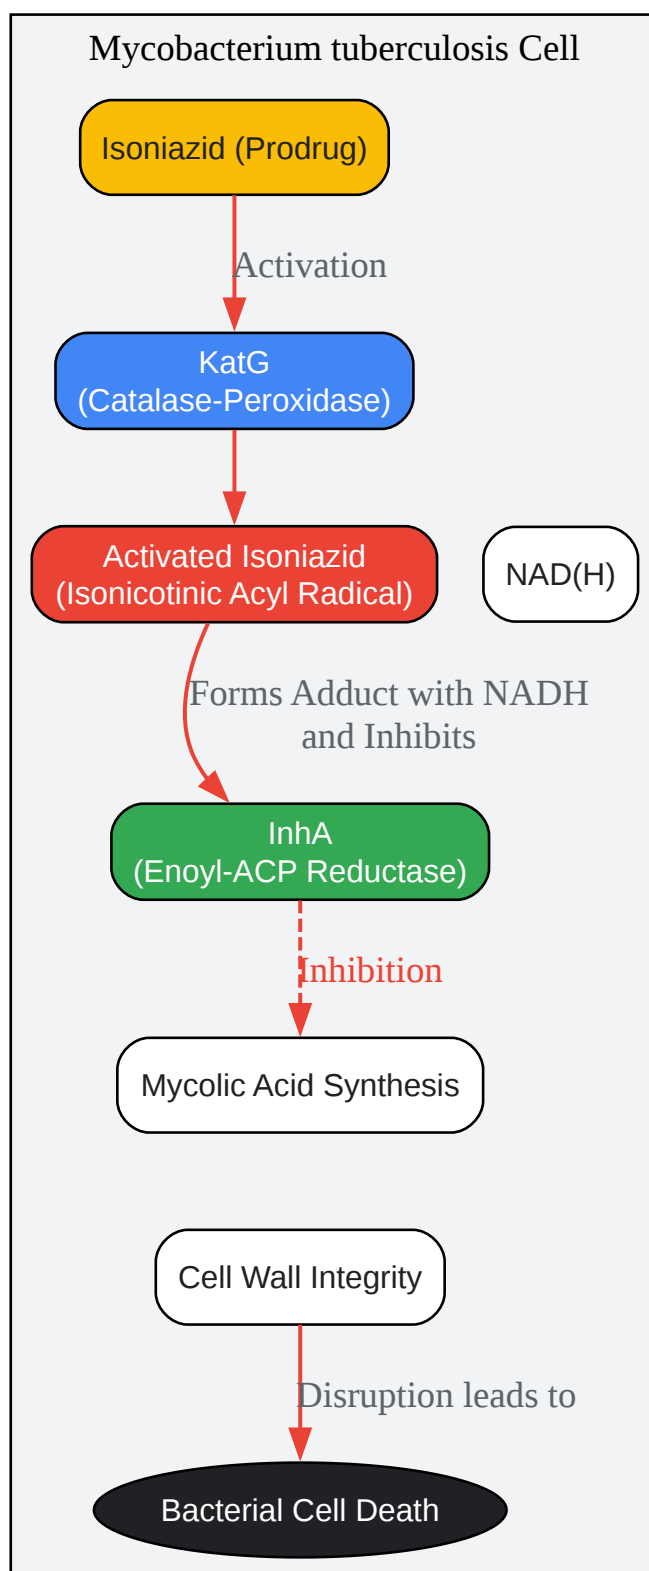 Mycobacterium tuberculosis Cell
Isoniazid (Prodrug)
Activation
KatG
(Catalase-Peroxidase)
Activated Isoniazid
(Isonicotinic Acyl Radical)
NAD(H)
Forms Adduct with NADH
and Inhibits
InhA
(Enoyl-ACP Reductase)
Inhibition
Mycolic Acid Synthesis
Cell Wall Integrity
Disruption leads to
Bacterial Cell Death